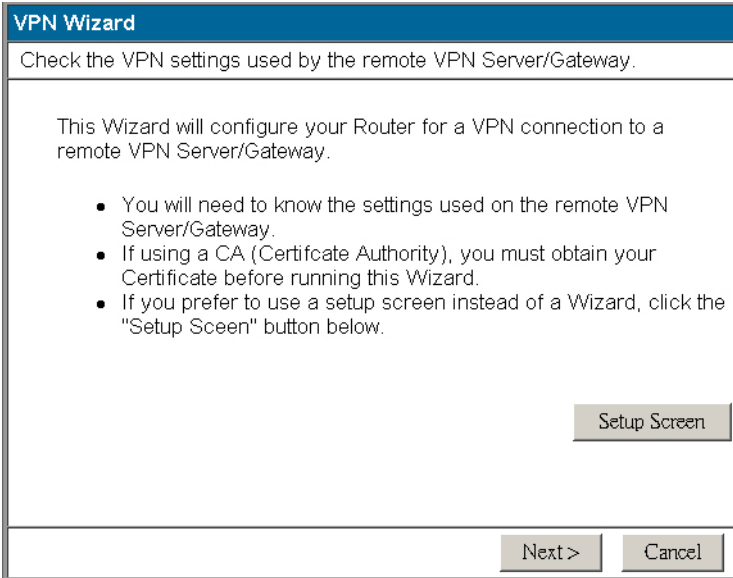 VPN Wizard
Check the VPN settings used by the remote VPN Server/Gateway.
This Wizard will configure your Router for a VPN connection to a
remote VPN Server/Gateway.
● You will need to know the settings used on the remote VPN
Server/Gateway.
● If using a CA (Certifcate Authority), you must obtain your
Certificate before running this Wizard.
● If you prefer to use a setup screen instead of a Wizard, click the
"Setup Sceen" button below.
Setup Screen
Next >
Cancel